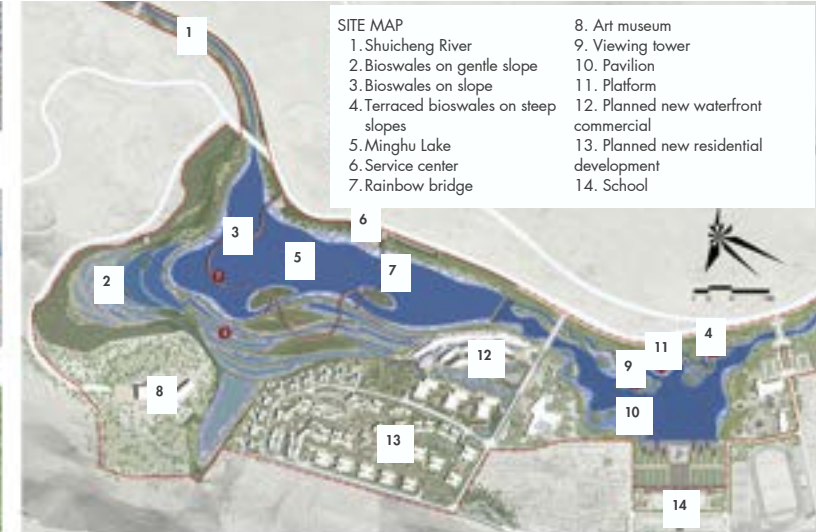 SITE MAP
1. Shuicheng River
2. Bioswales on gentle slope
3. Bioswales on slope
4. Terraced bioswales on steep
slopes
5. Minghu Lake
6. Service center
7. Rainbow bridge
8. Art museum
9. Viewing tower
10. Pavilion
11. Platform
12. Planned new waterfront
commercial
13. Planned new residential
development
14. School
1
6
3
5
7
2
4
11
12
9
8
10
13
14